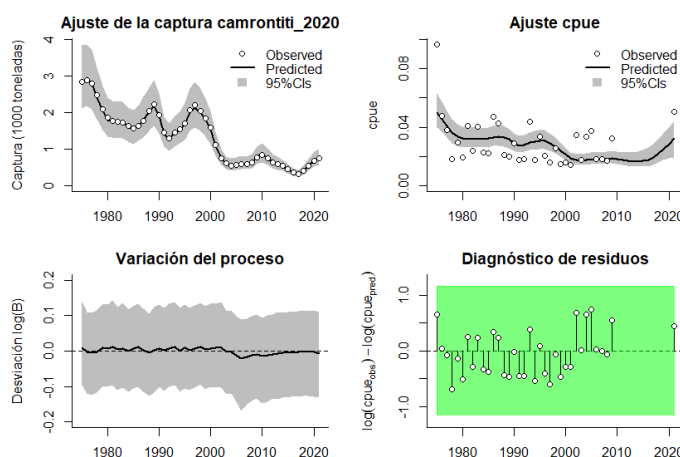 Ajuste de la captura camrontiti_2020
Captura (1000 toneladas)
4
3
2
1
0
Observed
Predicted
95%CIs
1980 1990 2000 2010 2020
Ajuste cpue
cpue
0.08
0.04
0.00
Observed
Predicted
95%CIs
1980 1990 2000 2010 2020
Variación del proceso
Desviación log(B)
0.2
0.1
0.0
-0.1
-0.2
1980 1990 2000 2010 2020
Diagnóstico de residuos
log(cpue_obs) − log(cpue_pred)
1.0
0.0
-1.0
1980 1990 2000 2010 2020